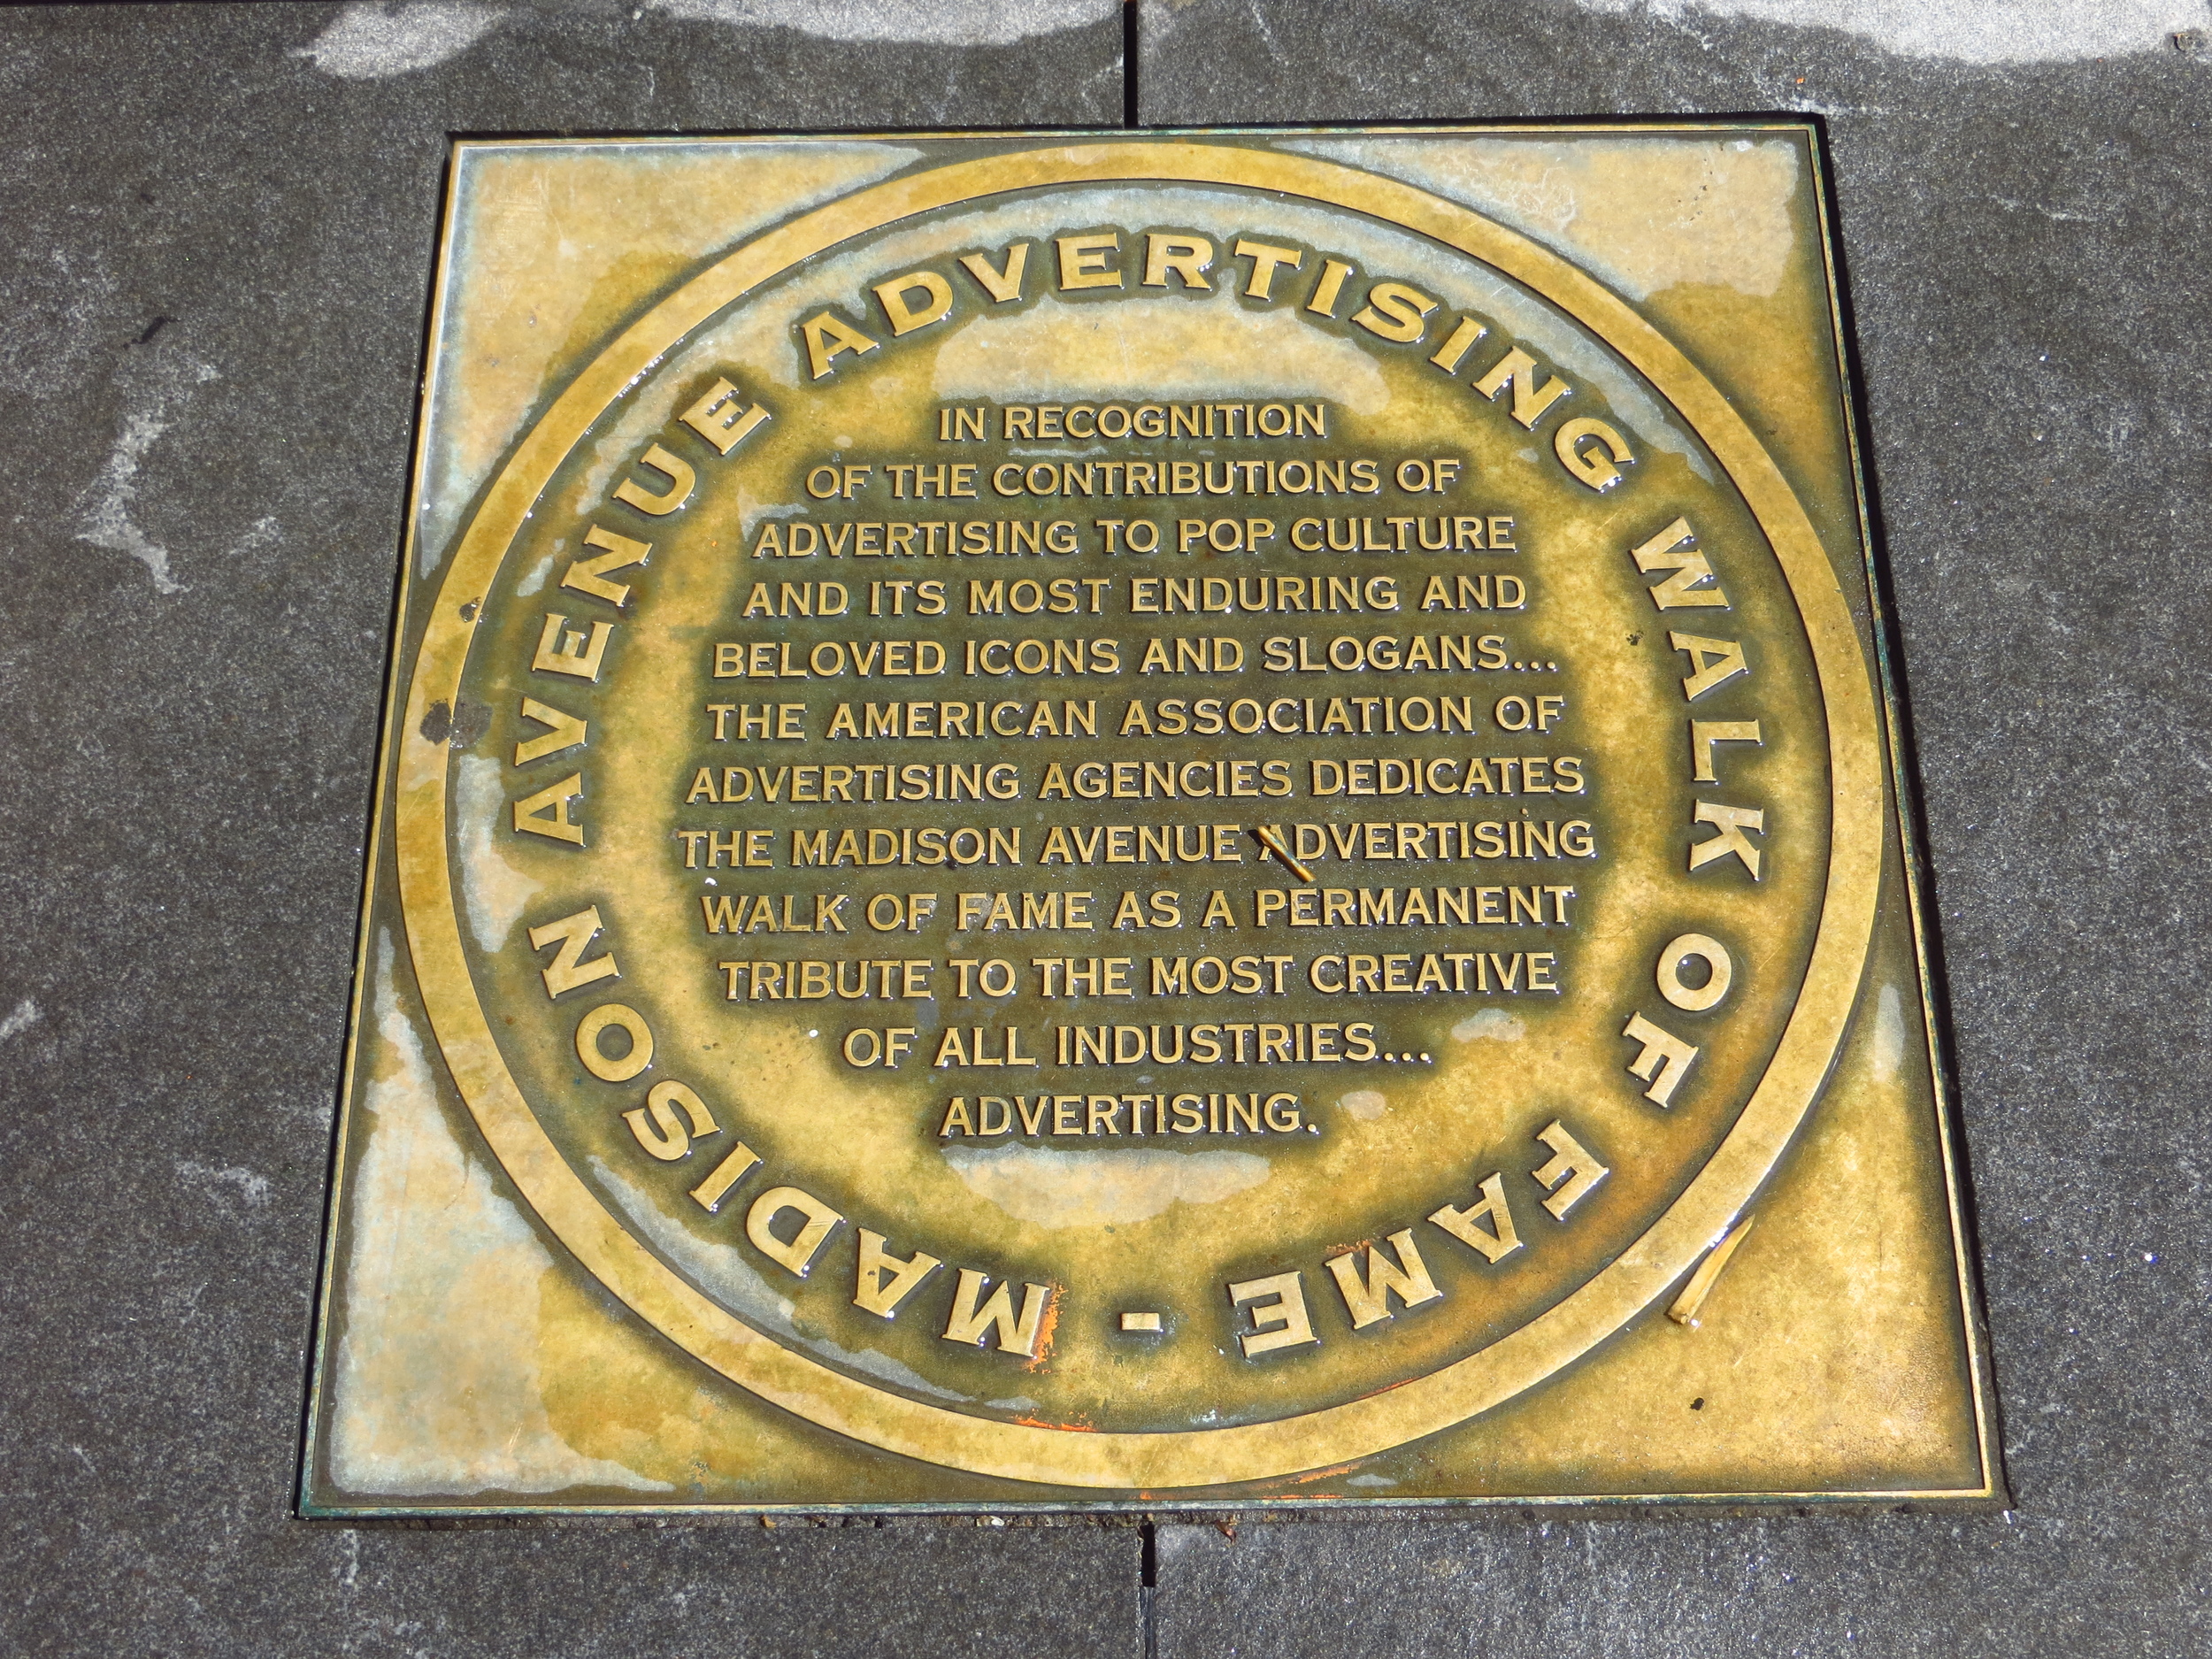 MADISON AVENUE ADVERTISING WALK OF FAME -
IN RECOGNITION
OF THE CONTRIBUTIONS OF
ADVERTISING TO POP CULTURE
AND ITS MOST ENDURING AND
BELOVED ICONS AND SLOGANS...
THE AMERICAN ASSOCIATION OF
ADVERTISING AGENCIES DEDICATES
THE MADISON AVENUE ADVERTISING
WALK OF FAME AS A PERMANENT
TRIBUTE TO THE MOST CREATIVE
OF ALL INDUSTRIES...
ADVERTISING.